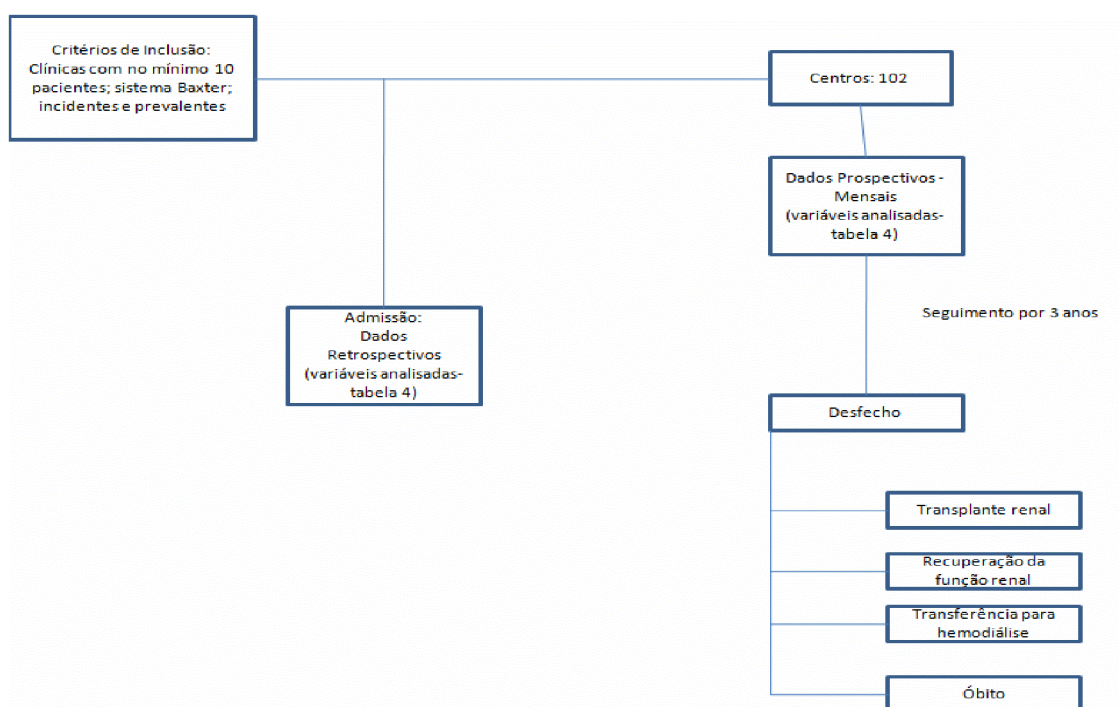 Critérios de Inclusão:
Clínicas com no mínimo 10
pacientes; sistema Baxter;
incidentes e prevalentes
Centros: 102
Dados Prospectivos -
Mensais
(variáveis analisadas-
tabela 4)
Admissão:
Dados
Retrospectivos
(variáveis analisadas-
tabela 4)
Seguimento por 3 anos
Desfecho
Transplante renal
Recuperação da
função renal
Transferência para
hemodiálise
Óbito